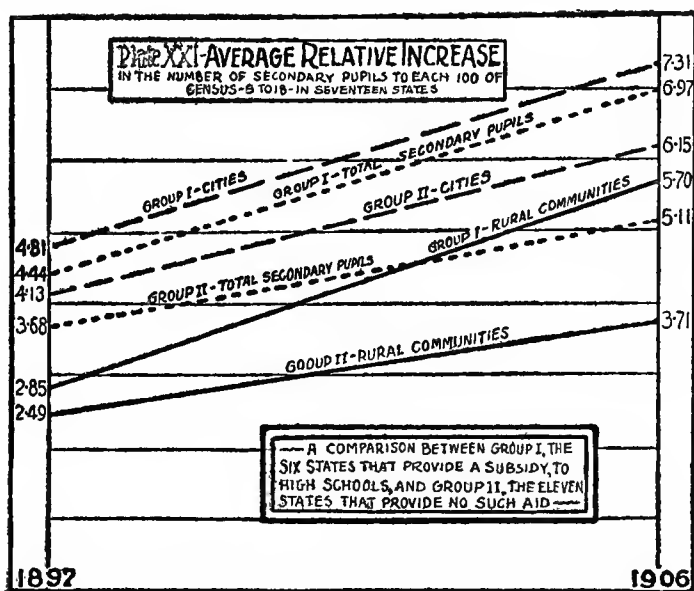 Plate XXI-AVERAGE RELATIVE INCREASE
IN THE NUMBER OF SECONDARY PUPILS TO EACH 100 OF
CENSUS-5 TO 18-IN SEVENTEEN STATES
7.31
6.97
6.15
5.70
5.11
3.71
GROUP I-CITIES
GROUP I-TOTAL SECONDARY PUPILS
GROUP II-CITIES
GROUP I-RURAL COMMUNITIES
GROUP II-TOTAL SECONDARY PUPILS
GOOUP II-RURAL COMMUNITIES
4.81
4.44
4.13
3.68
2.85
2.49
— A COMPARISON BETWEEN GROUP I, THE
SIX STATES THAT PROVIDE A SUBSIDY, TO
HIGH SCHOOLS, AND GROUP II, THE ELEVEN
STATES THAT PROVIDE NO SUCH AID —
1897
1906